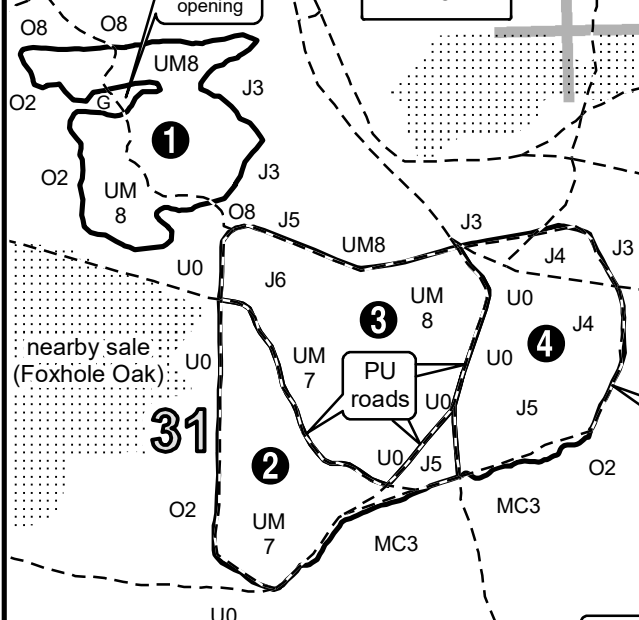 opening
O8
O8
UM8
J3
O2
G
1
O2
J3
UM
8
O8
J5
J3
UM8
J3
J4
U0
J6
UM
8
U0
3
J4
4
nearby sale
(Foxhole Oak)
U0
UM
7
PU
roads
U0
U0
J5
31
2
U0
J5
O2
O2
UM
7
MC3
MC3
U0